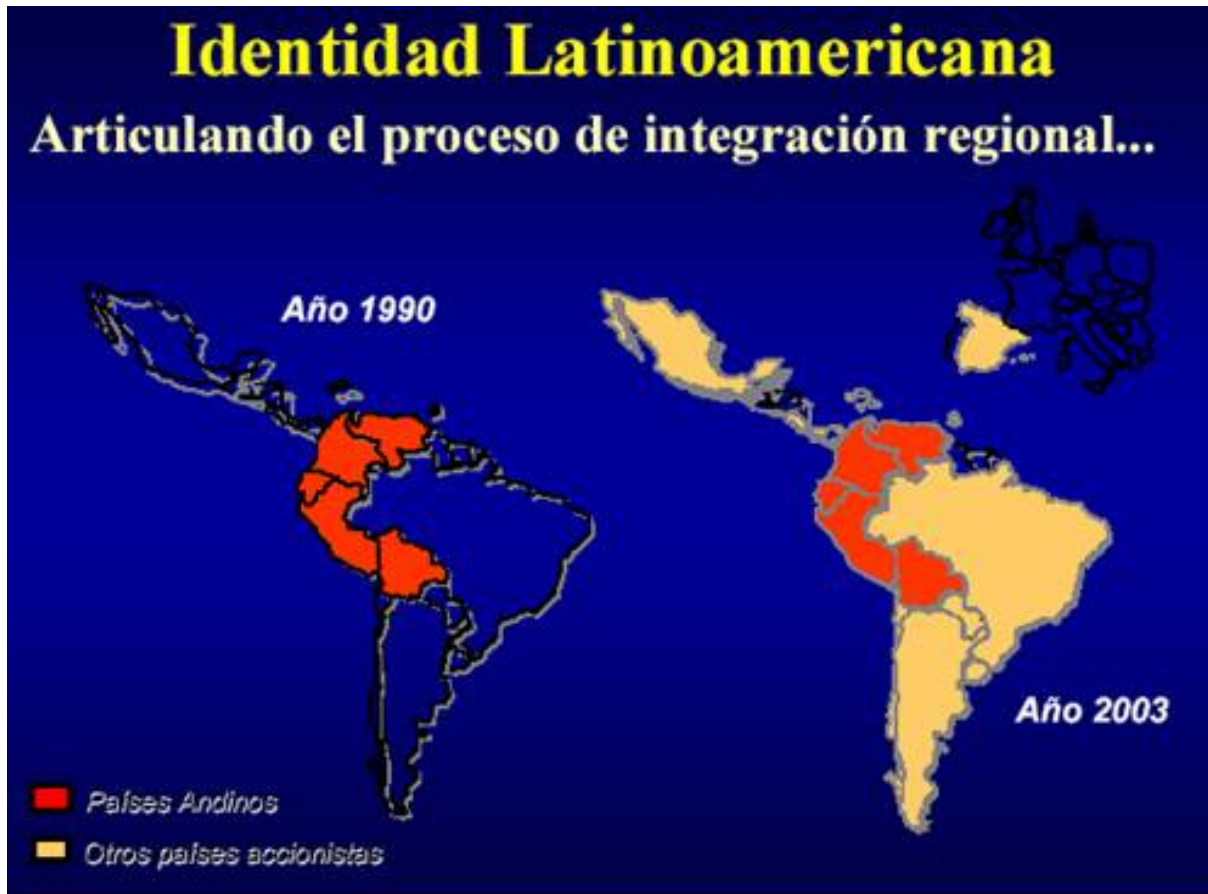 Identidad Latinoamericana
Articulando el proceso de integración regional...
Año 1990
Año 2003
Países Andinos
Otros países accionistas